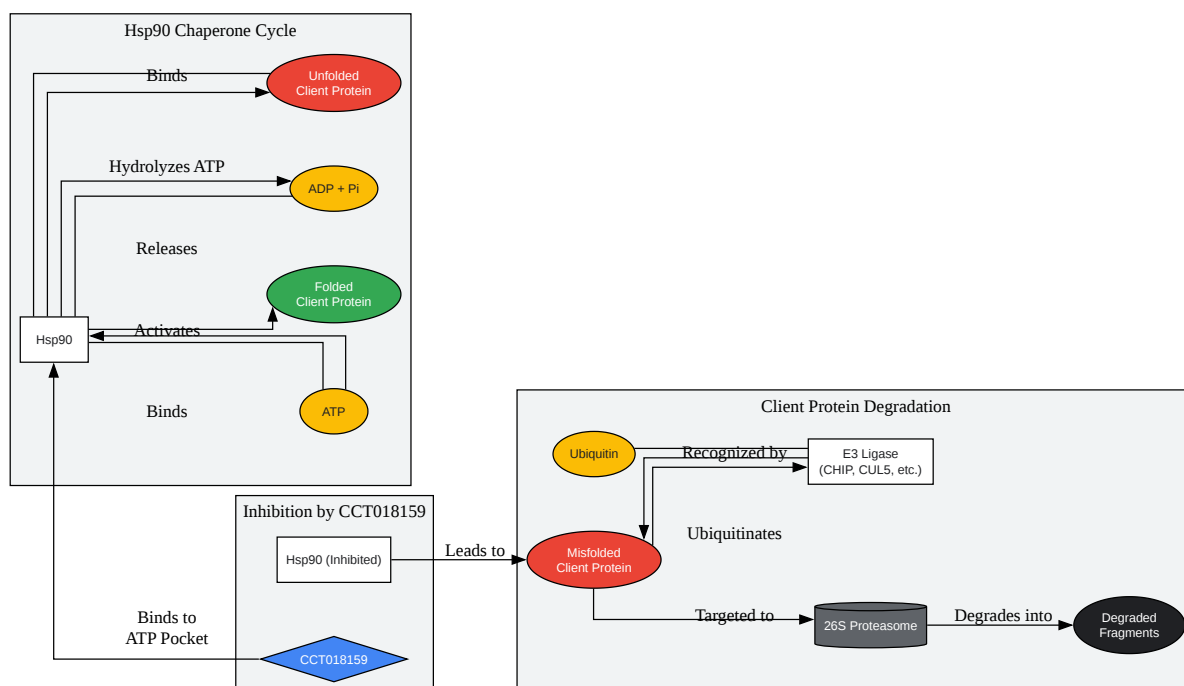 Hsp90 Chaperone Cycle
Binds
Unfolded
Client Protein
Hydrolyzes ATP
ADP + Pi
Releases
Folded
Client Protein
Hsp90
Activates
Binds
ATP
Client Protein Degradation
Ubiquitin
Recognized by
E3 Ligase
(CHIP, CUL5, etc.)
Inhibition by CCT018159
Ubiquitinates
Hsp90 (Inhibited)
Leads to
Misfolded
Client Protein
Binds to
ATP Pocket
CCT018159
Targeted to
26S Proteasome
Degrades into
Degraded
Fragments